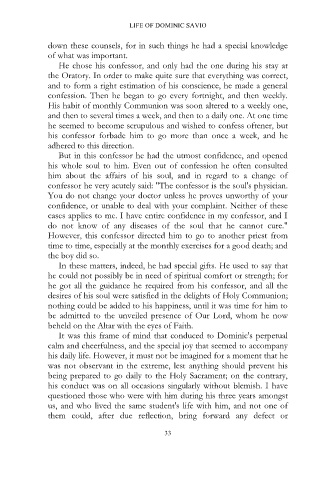 LIFE OF DOMINIC SAVIO
down these counsels, for in such things he had a special knowledge
of what was important.
He chose his confessor, and only had the one during his stay at
the Oratory. In order to make quite sure that everything was correct,
and to form a right estimation of his conscience, he made a general
confession. Then he began to go every fortnight, and then weekly.
His habit of monthly Communion was soon altered to a weekly one,
and then to several times a week, and then to a daily one. At one time
he seemed to become scrupulous and wished to confess oftener, but
his confessor forbade him to go more than once a week, and he
adhered to this direction.
But in this confessor he had the utmost confidence, and opened
his whole soul to him. Even out of confession he often consulted
him about the affairs of his soul, and in regard to a change of
confessor he very acutely said: "The confessor is the soul's physician.
You do not change your doctor unless he proves unworthy of your
confidence, or unable to deal with your complaint. Neither of these
cases applies to me. I have entire confidence in my confessor, and I
do not know of any diseases of the soul that he cannot cure."
However, this confessor directed him to go to another priest from
time to time, especially at the monthly exercises for a good death; and
the boy did so.
In these matters, indeed, he had special gifts. He used to say that
he could not possibly be in need of spiritual comfort or strength; for
he got all the guidance he required from his confessor, and all the
desires of his soul were satisfied in the delights of Holy Communion;
nothing could be added to his happiness, until it was time for him to
be admitted to the unveiled presence of Our Lord, whom he now
beheld on the Altar with the eyes of Faith.
It was this frame of mind that conduced to Dominic's perpetual
calm and cheerfulness, and the special joy that seemed to accompany
his daily life. However, it must not be imagined for a moment that he
was not observant in the extreme, lest anything should prevent his
being prepared to go daily to the Holy Sacrament; on the contrary,
his conduct was on all occasions singularly without blemish. I have
questioned those who were with him during his three years amongst
us, and who lived the same student's life with him, and not one of
them could, after due reflection, bring forward any defect or
33